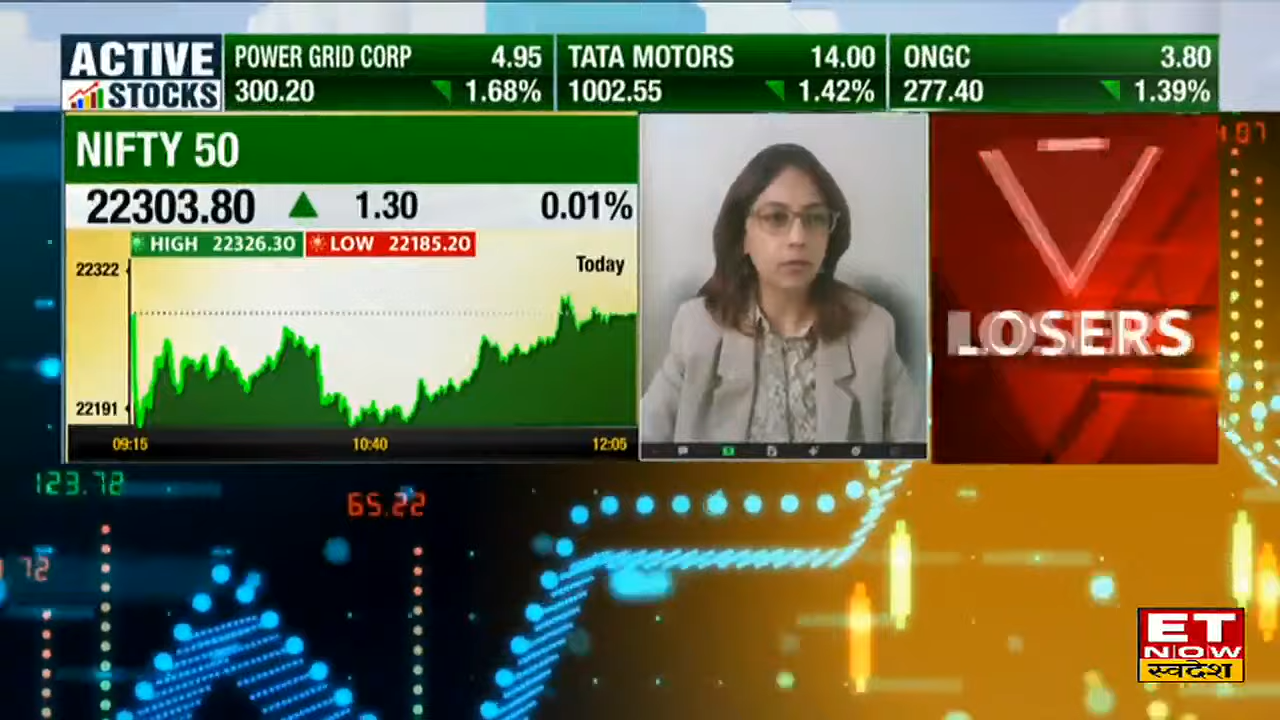 ACTIVE
STOCKS
POWER GRID CORP 4.95
300.20 1.68%
TATA MOTORS 14.00
1002.55 1.42%
ONGC 3.80
277.40 1.39%
NIFTY 50
22303.80 1.30 0.01%
HIGH 22326.30 LOW 22185.20
Today
22322
22191
09:15 10:40 12:05
LOSERS
123.72
65.22
72
ET
NOW
स्वदेश